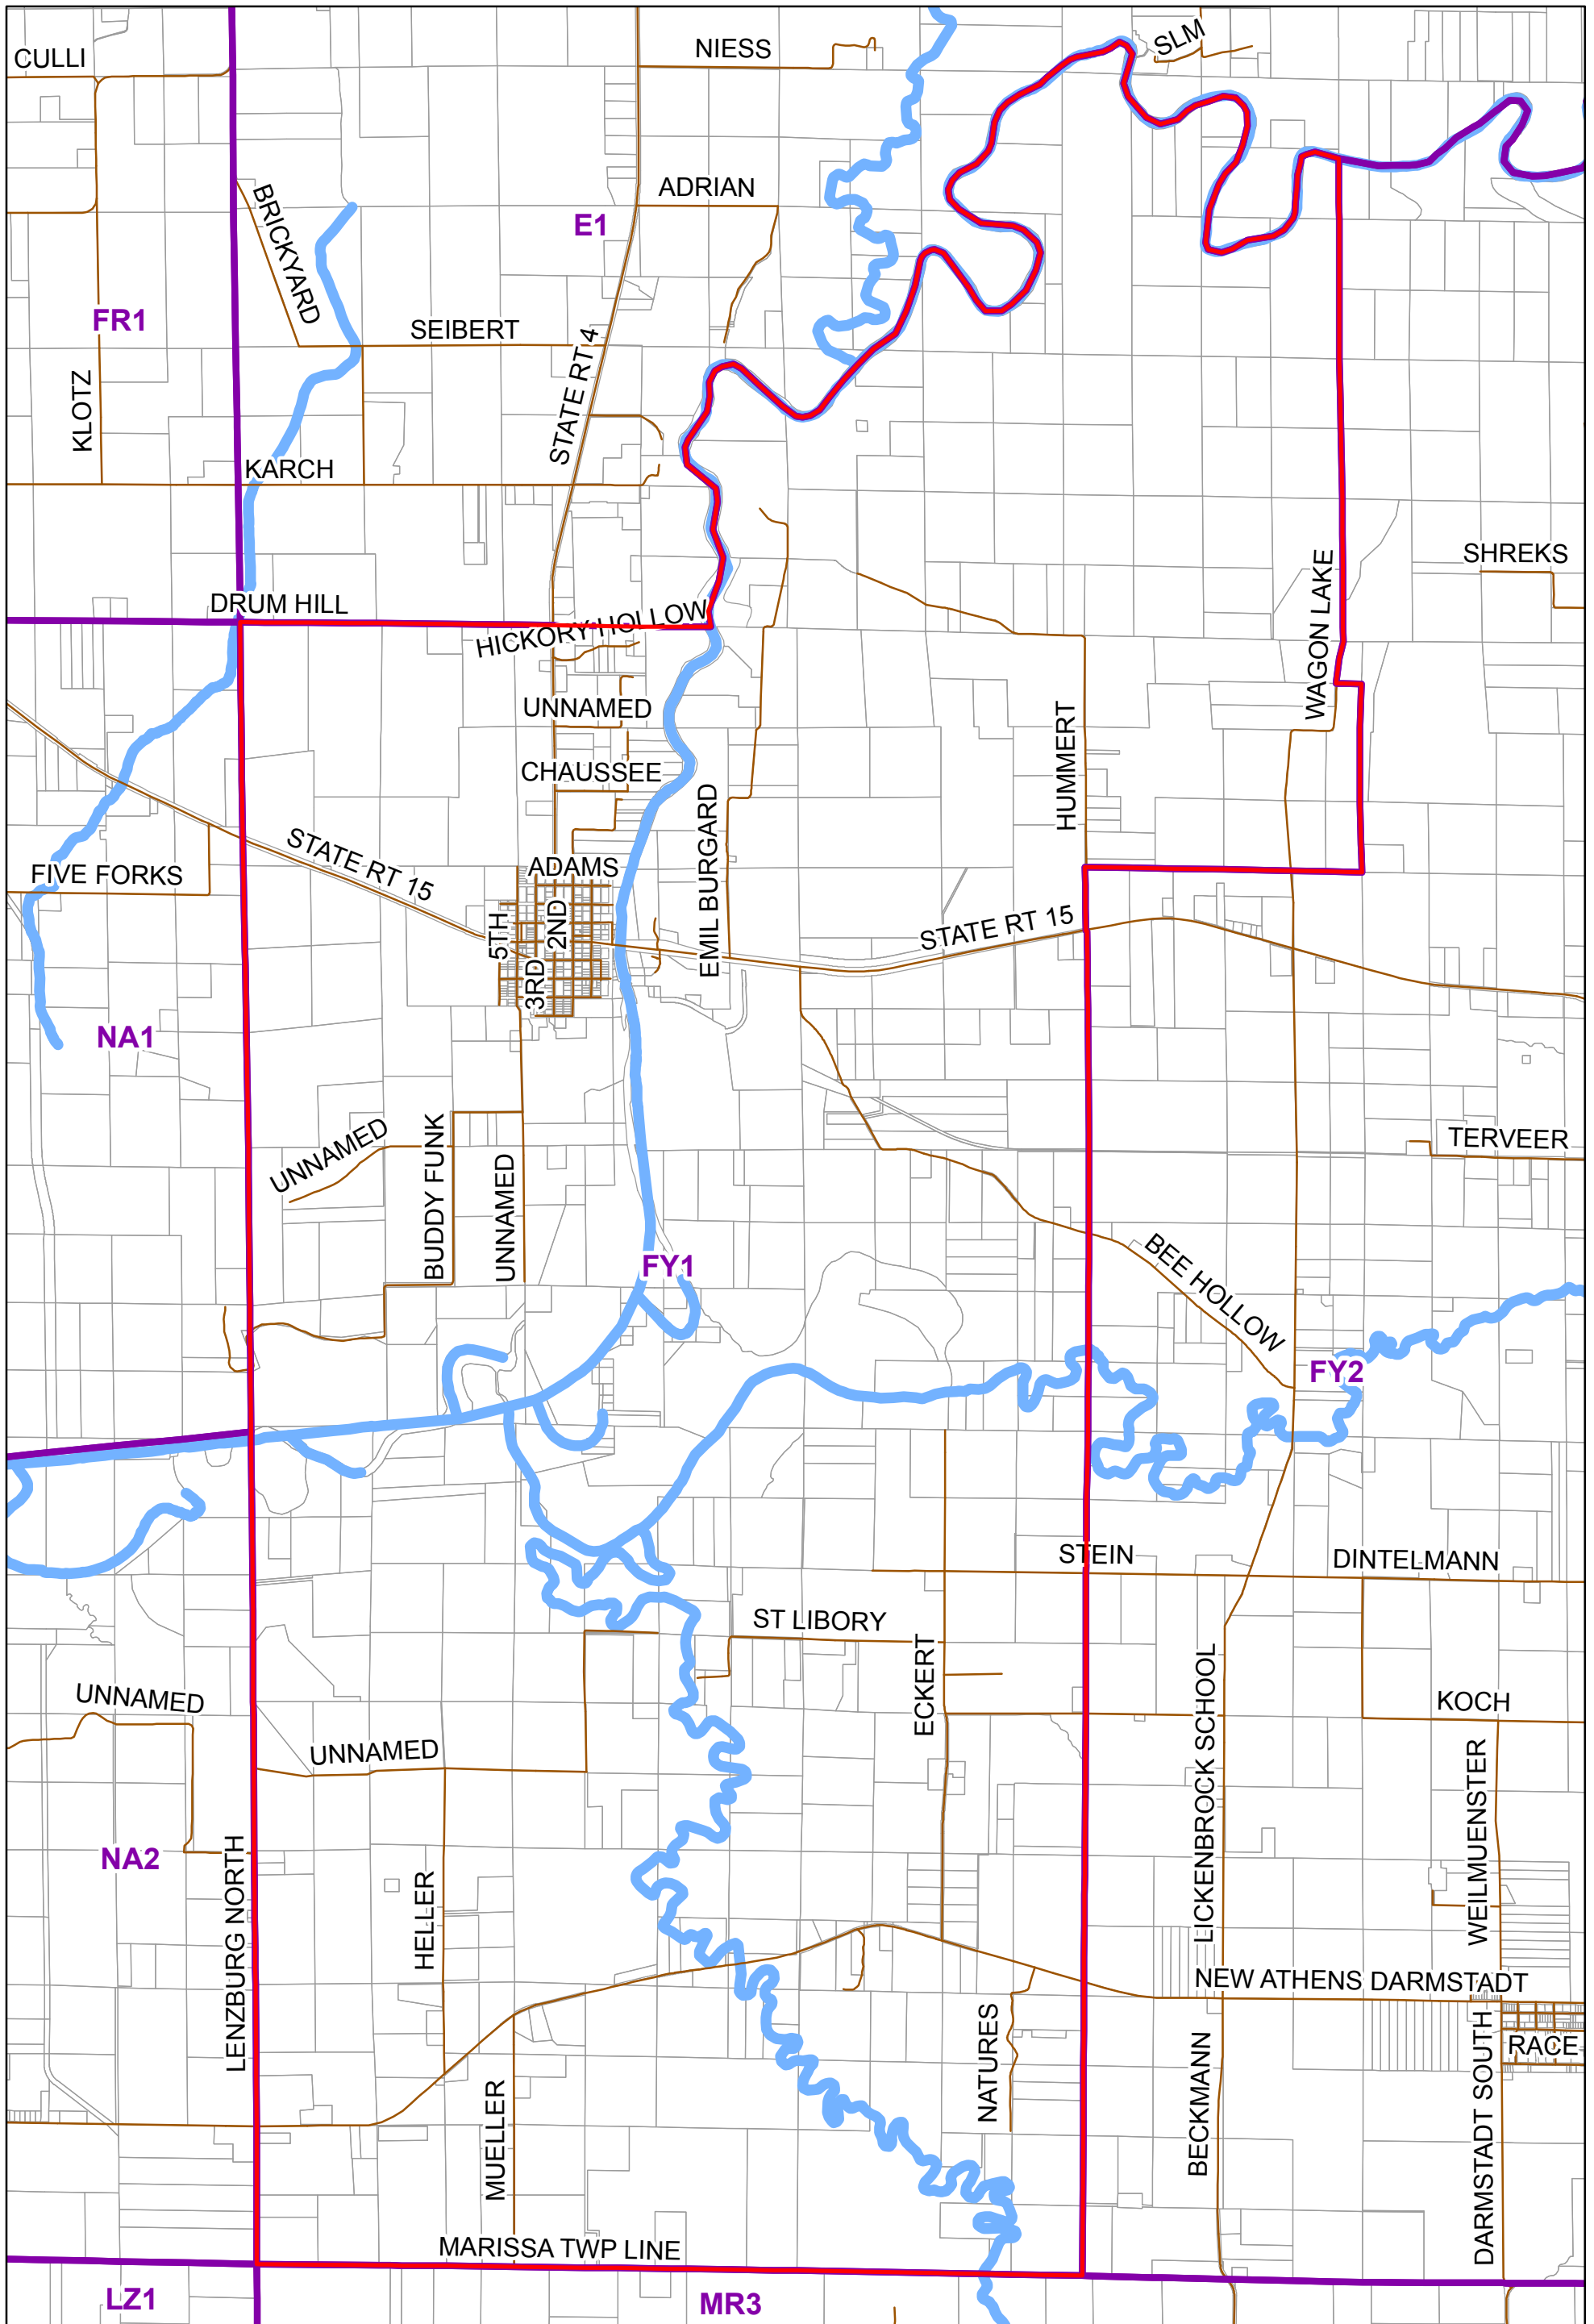 CULLI
NIESS
SLM
ADRIAN
BRICKYARD
E1
FR1
SEIBERT
STATE RT 4
KLOTZ
KARCH
SHREKS
WAGON LAKE
DRUM HILL
HICKORY HOLLOW
UNNAMED
HUMMERT
CHAUSSEE
EMIL BURGARD
STATE RT 15
ADAMS
FIVE FORKS
2ND
5TH
STATE RT 15
3RD
NA1
UNNAMED
BUDDY FUNK
UNNAMED
TERVEER
FY1
BEE HOLLOW
FY2
STEIN
DINTELMANN
ST LIBORY
ECKERT
LICKENBROCK SCHOOL
UNNAMED
KOCH
UNNAMED
WEILMUENSTER
NA2
LENZBURG NORTH
HELLER
NEW ATHENS DARMSTADT
NATURES
RACE
BECKMANN
DARMSTADT SOUTH
MUELLER
MARISSA TWP LINE
LZ1
MR3